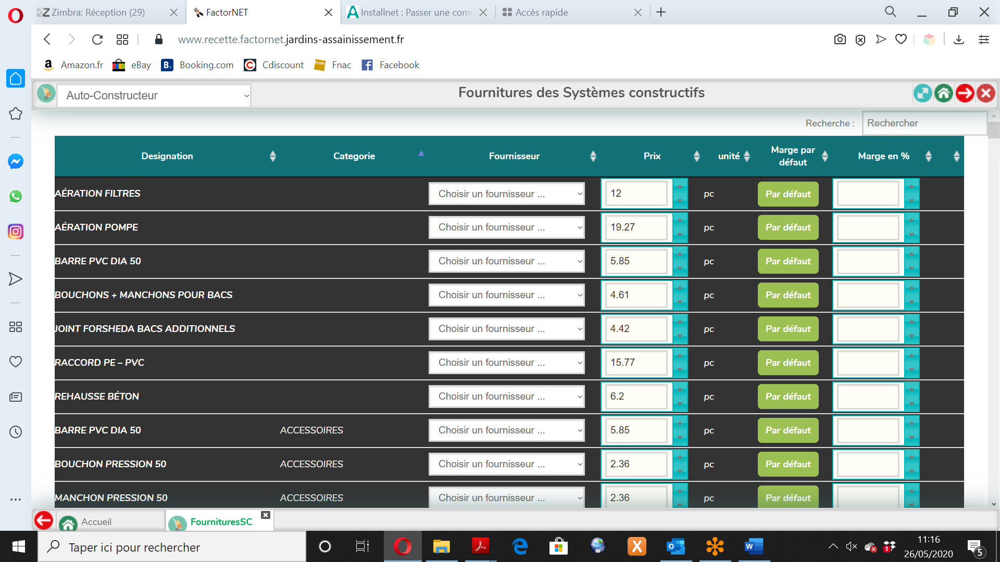 Zimbra: Réception (29)
FactorNET
Installnet : Passer une com
Accès rapide
www.recette.factornet.jardins-assainissement.fr
Amazon.fr
eBay
Booking.com
Cdiscount
Fnac
Facebook
Auto-Constructeur
Fournitures des Systèmes constructifs
Recherche :
Rechercher
Designation Categorie Fournisseur Prix unité Marge par défaut Marge en %
AÉRATION FILTRES Choisir un fournisseur ... 12 pc Par défaut
AÉRATION POMPE Choisir un fournisseur ... 19.27 pc Par défaut
BARRE PVC DIA 50 Choisir un fournisseur ... 5.85 pc Par défaut
BOUCHONS + MANCHONS POUR BACS Choisir un fournisseur ... 4.61 pc Par défaut
JOINT FORSHEDA BACS ADDITIONNELS Choisir un fournisseur ... 4.42 pc Par défaut
RACCORD PE – PVC Choisir un fournisseur ... 15.77 pc Par défaut
REHAUSSE BÉTON Choisir un fournisseur ... 6.2 pc Par défaut
BARRE PVC DIA 50 ACCESSOIRES Choisir un fournisseur ... 5.85 pc Par défaut
BOUCHON PRESSION 50 ACCESSOIRES Choisir un fournisseur ... 2.36 pc Par défaut
MANCHON PRESSION 50 ACCESSOIRES Choisir un fournisseur ... 2.36 pc Par défaut
Accueil
FournituresSC
Taper ici pour rechercher
11:16
26/05/2020
5